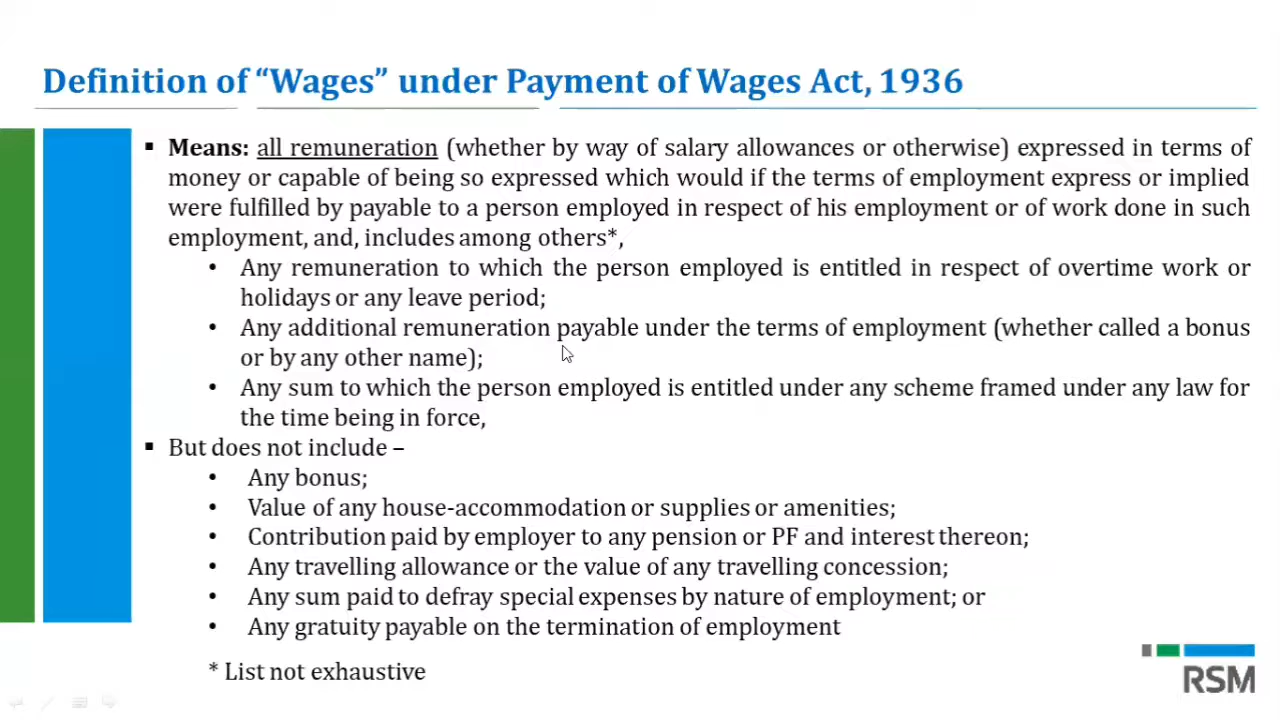 Definition of “Wages” under Payment of Wages Act, 1936
▪ Means: all remuneration (whether by way of salary allowances or otherwise) expressed in terms of
money or capable of being so expressed which would if the terms of employment express or implied
were fulfilled by payable to a person employed in respect of his employment or of work done in such
employment, and, includes among others*,
• Any remuneration to which the person employed is entitled in respect of overtime work or
holidays or any leave period;
• Any additional remuneration payable under the terms of employment (whether called a bonus
or by any other name);
• Any sum to which the person employed is entitled under any scheme framed under any law for
the time being in force,
▪ But does not include –
• Any bonus;
• Value of any house-accommodation or supplies or amenities;
• Contribution paid by employer to any pension or PF and interest thereon;
• Any travelling allowance or the value of any travelling concession;
• Any sum paid to defray special expenses by nature of employment; or
• Any gratuity payable on the termination of employment
* List not exhaustive
RSM